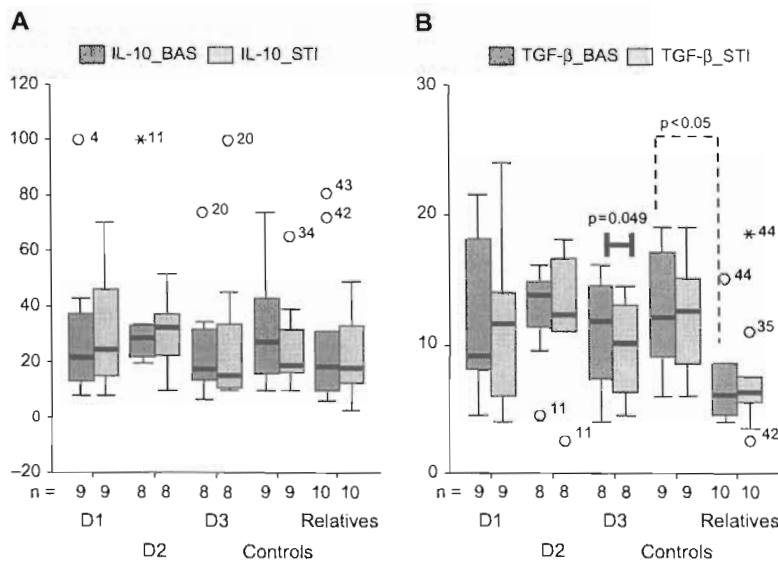 A
IL-10_BAS IL-10_STI
120
100
80
60
40
20
0
–20
4
*11
20
20
34
43
42
n = 9 9 8 8 8 8 9 9 10 10
D1 D3 Relatives
D2 Controls
B
TGF-β_BAS TGF-β_STI
30
20
10
0
p<0.05
p=0.049
11
11
44
*44
35
42
n = 9 9 8 8 8 8 9 9 10 10
D1 D3 Relatives
D2 Controls